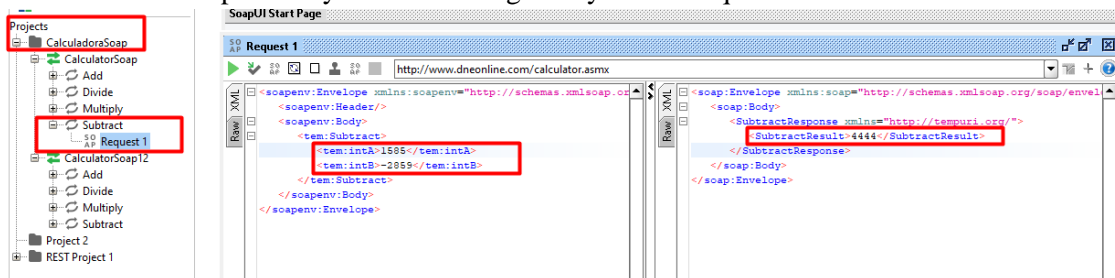 SoapUI Start Page
Projects
CalculadoraSoap
CalculatorSoap
Add
Divide
Multiply
Subtract
SO AP Request 1
CalculatorSoap12
Add
Divide
Multiply
Subtract
Project 2
REST Project 1
SO AP Request 1
http://www.dneonline.com/calculator.asmx
XML
Raw
<soapenv:Envelope xmlns:soapenv="http://schemas.xmlsoap.or
<soapenv:Header/>
<soapenv:Body>
<tem:Subtract>
<tem:intA>1585</tem:intA>
<tem:intB>-2859</tem:intB>
</tem:Subtract>
</soapenv:Body>
</soapenv:Envelope>
XML
Raw
<soap:Envelope xmlns:soap="http://schemas.xmlsoap.org/soap/envel
<soap:Body>
<SubtractResponse xmlns="http://tempuri.org/">
<SubtractResult>4444</SubtractResult>
</SubtractResponse>
</soap:Body>
</soap:Envelope>